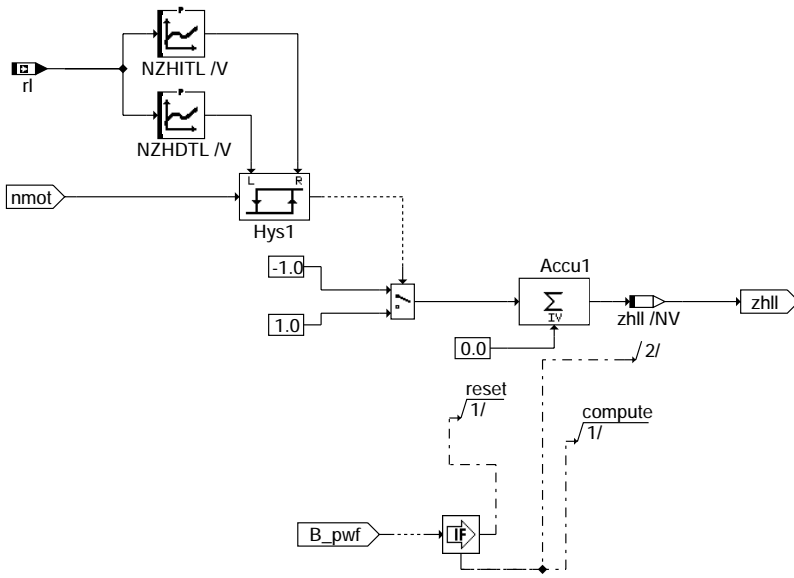 P
NZHITL /V
rl
P
NZHDTL /V
L R
nmot
Hys1
-1.0
Accu1
1.0
Σ
IV
zhll /NV
zhll
0.0
2/
reset
1/
compute
1/
B_pwf
IF